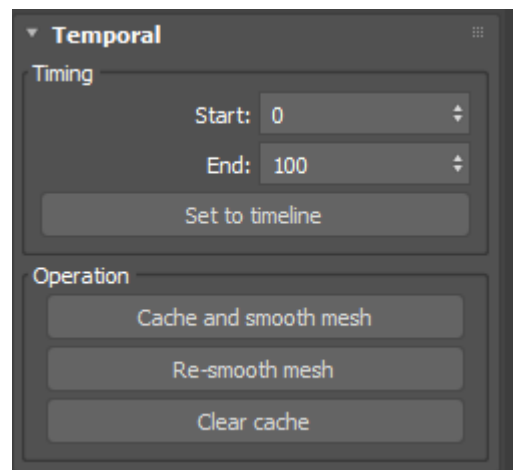 Temporal
Timing
Start: 0
End: 100
Set to timeline
Operation
Cache and smooth mesh
Re-smooth mesh
Clear cache